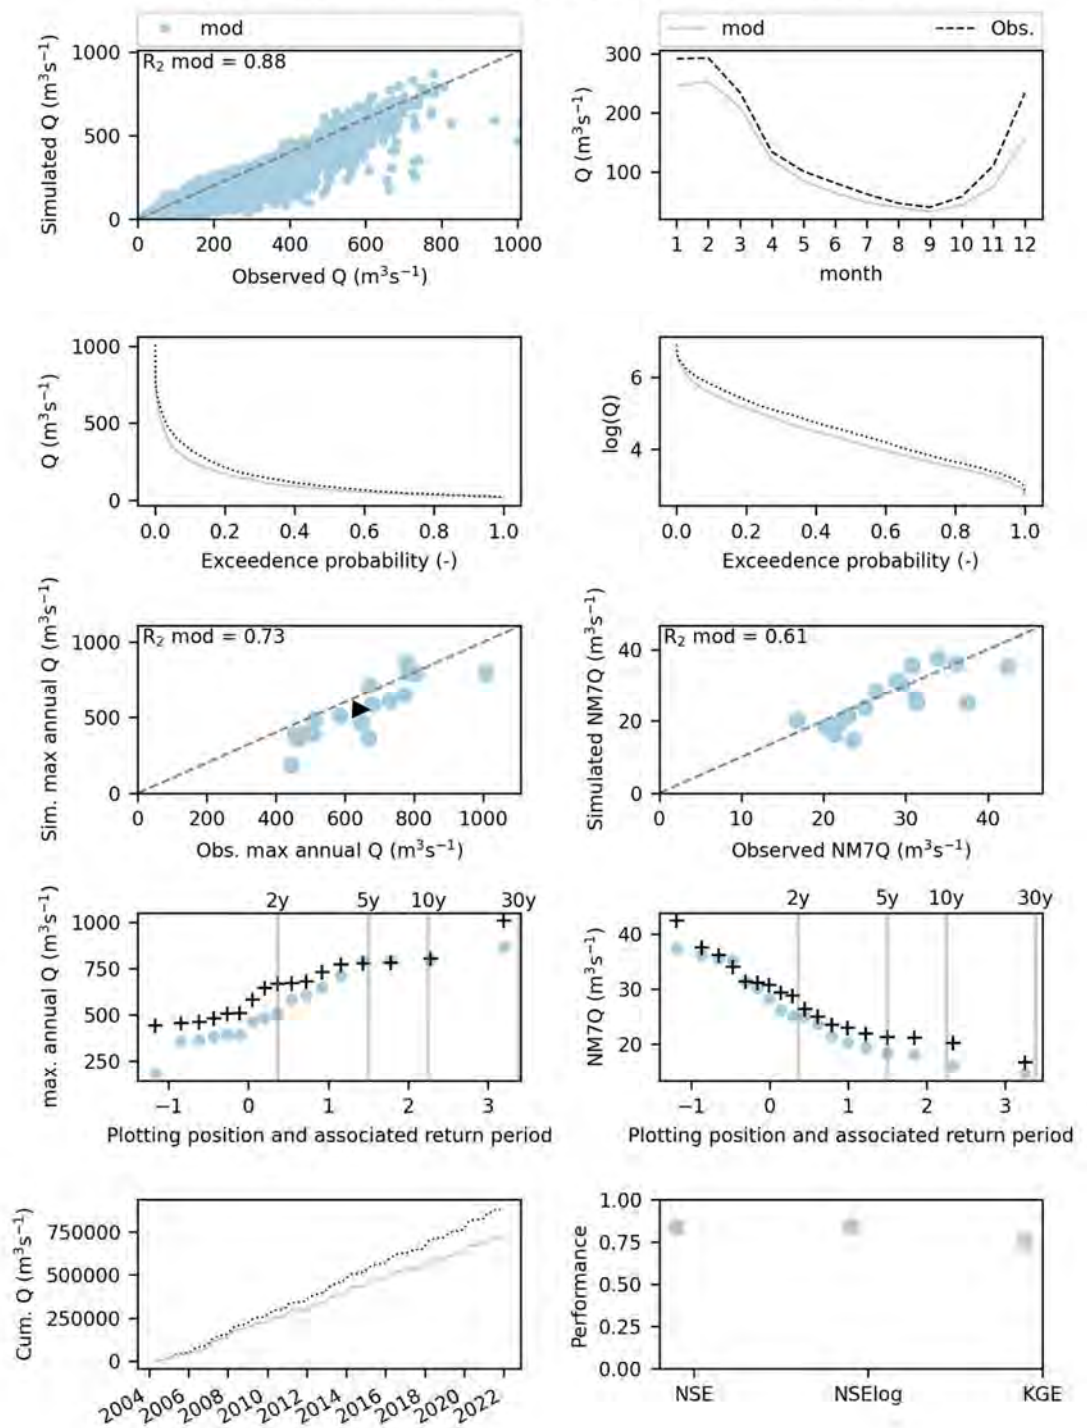 mod
mod Obs.
R₂ mod = 0.88
Simulated Q (m³s⁻¹)
1000
500
0
0 200 400 600 800 1000
Observed Q (m³s⁻¹)
Q (m³s⁻¹)
300
200
100
1 2 3 4 5 6 7 8 9 10 11 12
month
Q (m³s⁻¹)
1000
500
0
0.0 0.2 0.4 0.6 0.8 1.0
Exceedence probability (-)
log(Q)
6
4
0.0 0.2 0.4 0.6 0.8 1.0
Exceedence probability (-)
R₂ mod = 0.73
Sim. max annual Q (m³s⁻¹)
1000
500
0
0 200 400 600 800 1000
Obs. max annual Q (m³s⁻¹)
R₂ mod = 0.61
Simulated NM7Q (m³s⁻¹)
40
20
0
0 10 20 30 40
Observed NM7Q (m³s⁻¹)
2y 5y 10y 30y
max. annual Q (m³s⁻¹)
1000
750
500
250
−1 0 1 2 3
Plotting position and associated return period
2y 5y 10y 30y
NM7Q (m³s⁻¹)
40
30
20
−1 0 1 2 3
Plotting position and associated return period
Cum. Q (m³s⁻¹)
750000
500000
250000
0
2004 2006 2008 2010 2012 2014 2016 2018 2020 2022
Performance
1.00
0.75
0.50
0.25
0.00
NSE NSElog KGE